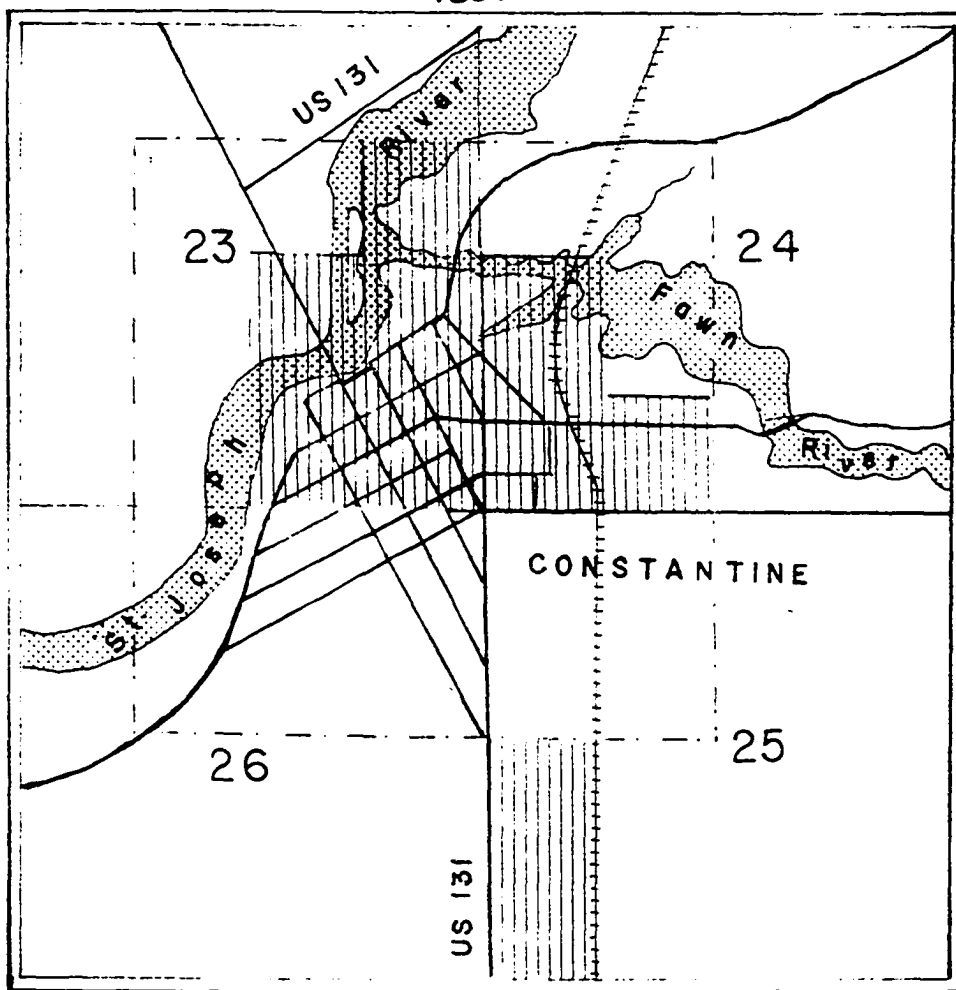 US 131
River
23
24
Fawn
River
St. Joseph
CONSTANTINE
26
25
US 131